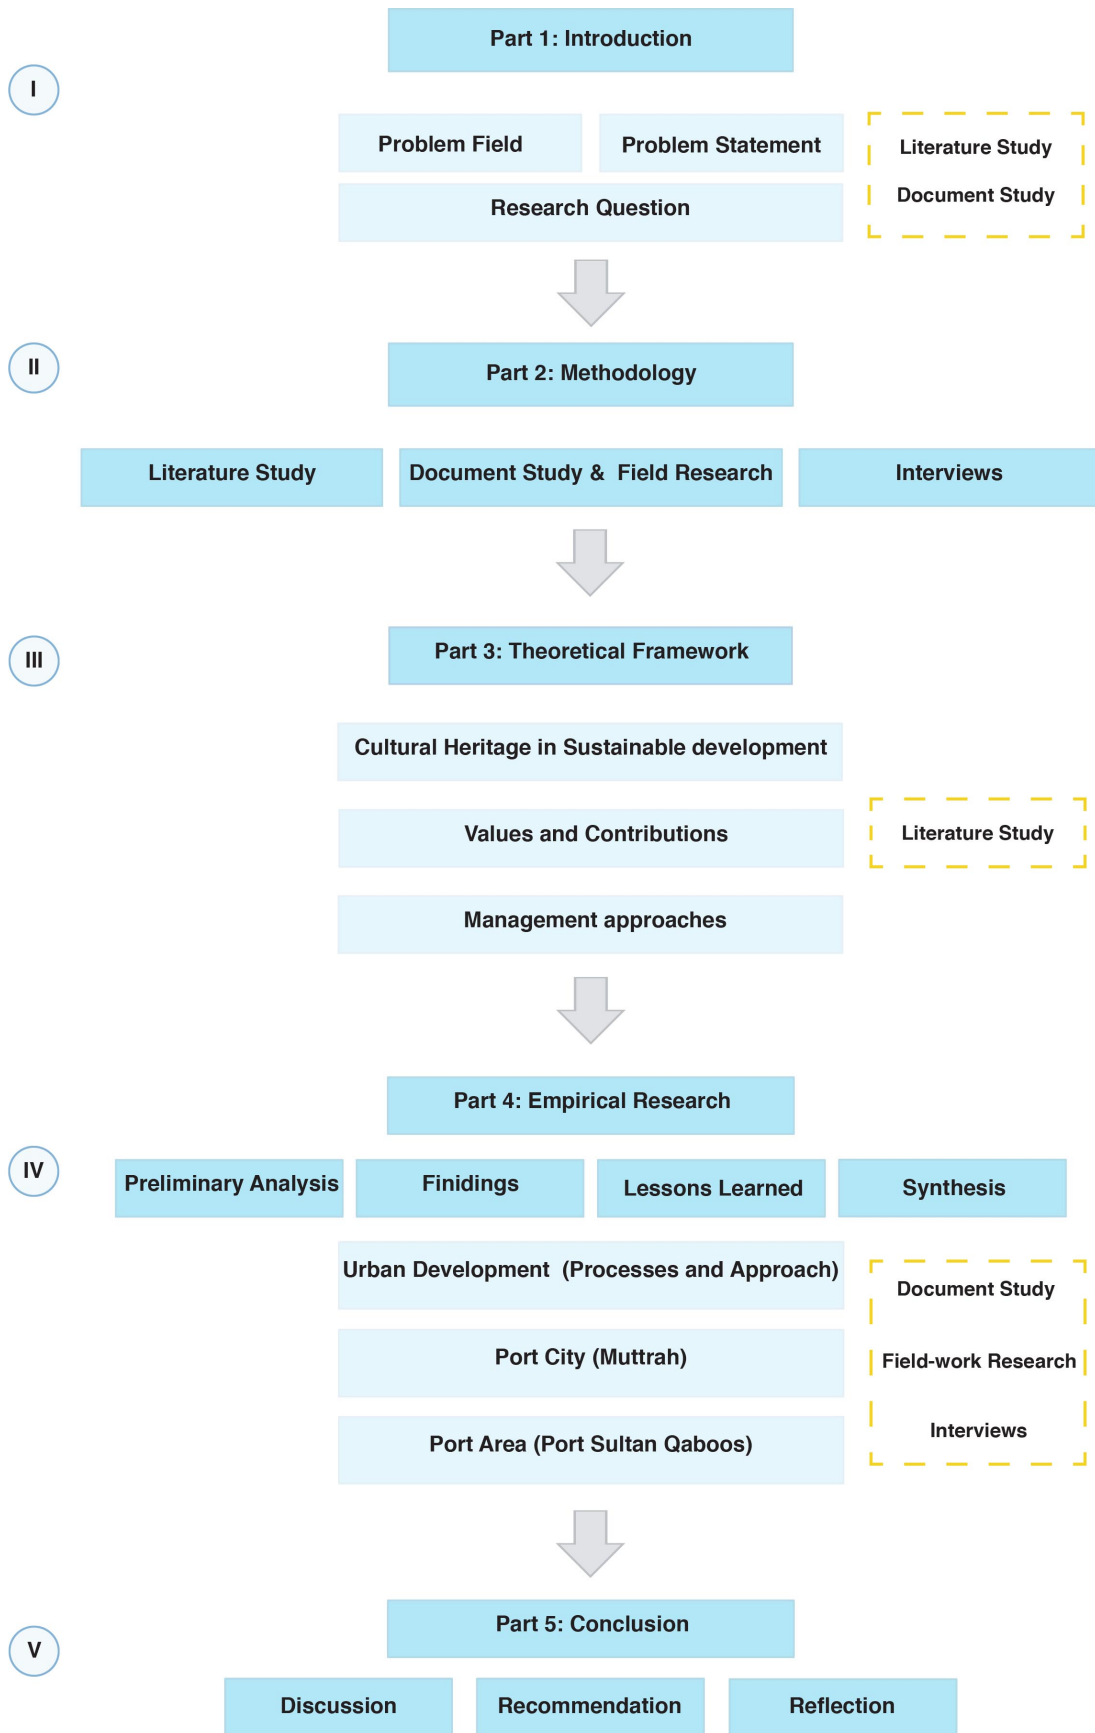 Part 1: Introduction
I
Problem Field
Problem Statement
Literature Study
Document Study
Research Question
II
Part 2: Methodology
Literature Study
Document Study &  Field Research
Interviews
III
Part 3: Theoretical Framework
Cultural Heritage in Sustainable development
Values and Contributions
Literature Study
Management approaches
Part 4: Empirical Research
IV
Preliminary Analysis
Finidings
Lessons Learned
Synthesis
Urban Development  (Processes and Approach)
Document Study
Port City (Muttrah)
Field-work Research
Port Area (Port Sultan Qaboos)
Interviews
Part 5: Conclusion
V
Discussion
Recommendation
Reflection